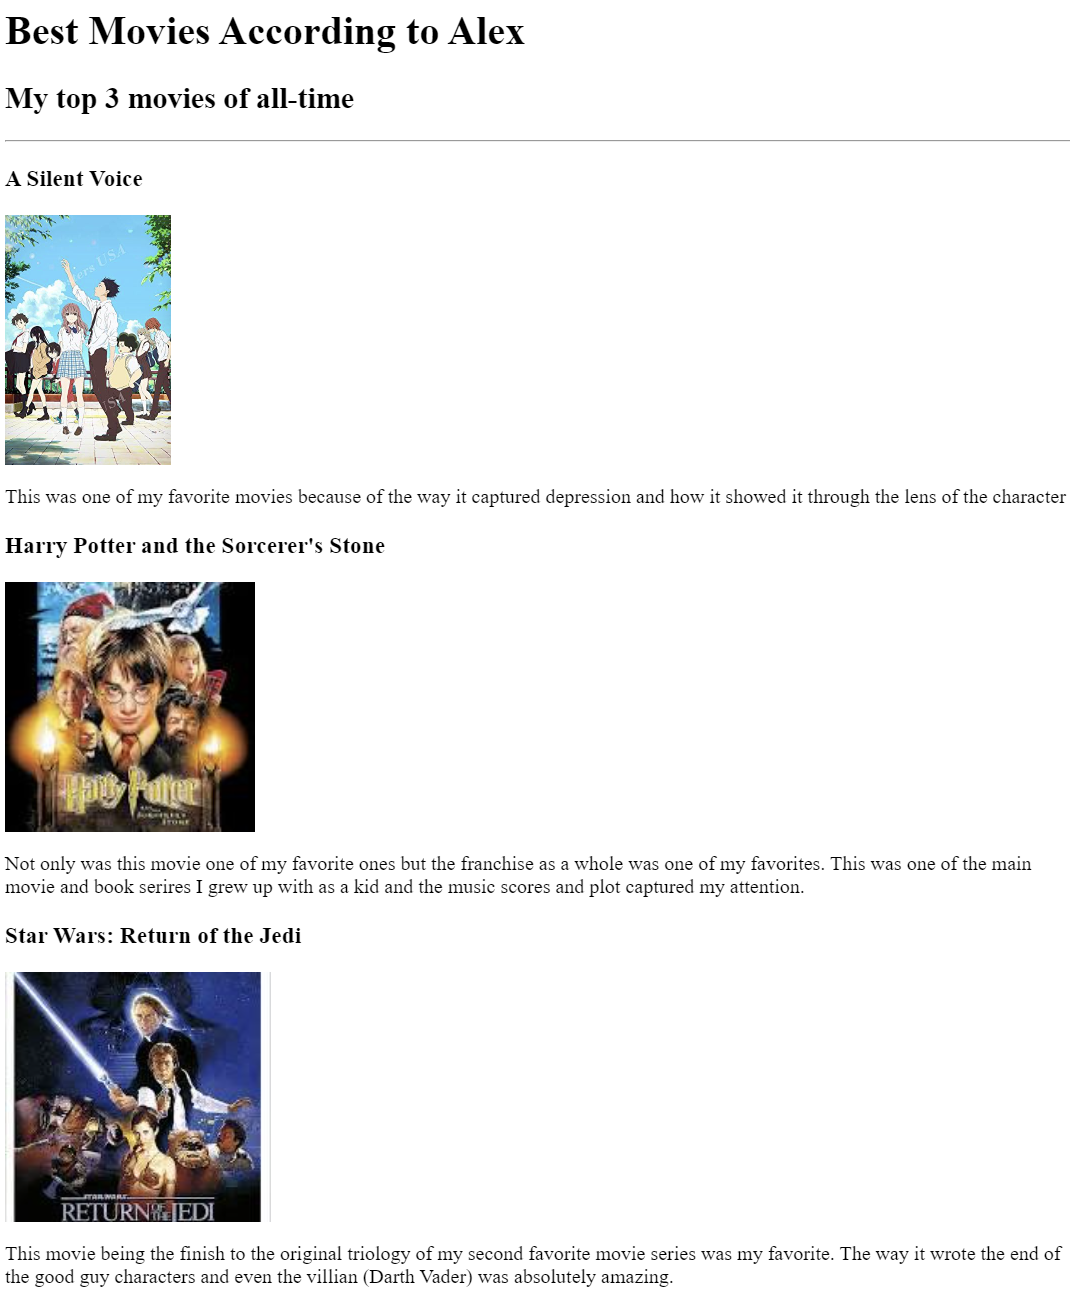 Best Movies According to Alex
My top 3 movies of all-time
A Silent Voice
ers USA
This was one of my favorite movies because of the way it captured depression and how it showed it through the lens of the character
Harry Potter and the Sorcerer's Stone
Harry Potter
AND THE
SORCERER'S
STONE
Not only was this movie one of my favorite ones but the franchise as a whole was one of my favorites. This was one of the main
movie and book serires I grew up with as a kid and the music scores and plot captured my attention.
Star Wars: Return of the Jedi
STAR WARS
RETURN OF THE JEDI
This movie being the finish to the original triology of my second favorite movie series was my favorite. The way it wrote the end of
the good guy characters and even the villian (Darth Vader) was absolutely amazing.